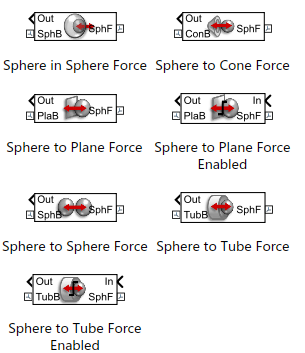 Out
SphB SphF
Sphere in Sphere Force
Out
ConB SphF
Sphere to Cone Force
Out
PlaB SphF
Sphere to Plane Force
Out In
PlaB SphF
Sphere to Plane Force
Enabled
Out
SphB SphF
Sphere to Sphere Force
Out
TubB SphF
Sphere to Tube Force
Out In
TubB SphF
Sphere to Tube Force
Enabled